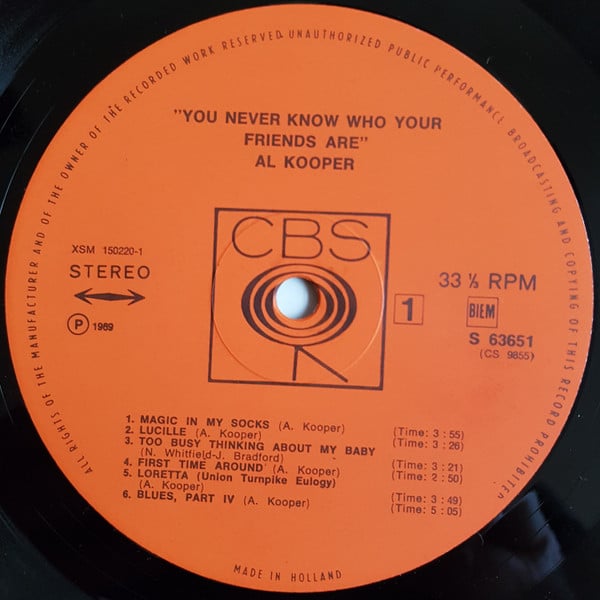 ALL RIGHTS OF THE MANUFACTURER AND OF THE OWNER OF THE RECORDED WORK RESERVED UNAUTHORIZED PUBLIC PERFORMANCE BROADCASTING AND COPYING OF THIS RECORD PROHIBITED
"YOU NEVER KNOW WHO YOUR
FRIENDS ARE"
AL KOOPER
CBS
XSM 150220-1
STEREO
P 1969
1
33 ⅓ RPM
BIEM
S 63651
(CS 9855)
1. MAGIC IN MY SOCKS (A. Kooper) (Time: 3 : 55)
2. LUCILLE (A. Kooper) (Time: 3 : 26)
3. TOO BUSY THINKING ABOUT MY BABY
(N. Whitfield-J. Bradford) (Time: 3 : 21)
4. FIRST TIME AROUND (A. Kooper) (Time: 2 : 50)
5. LORETTA (Union Turnpike Eulogy)
(A. Kooper) (Time: 3 : 49)
6. BLUES, PART IV (A. Kooper) (Time: 5 : 05)
MADE IN HOLLAND